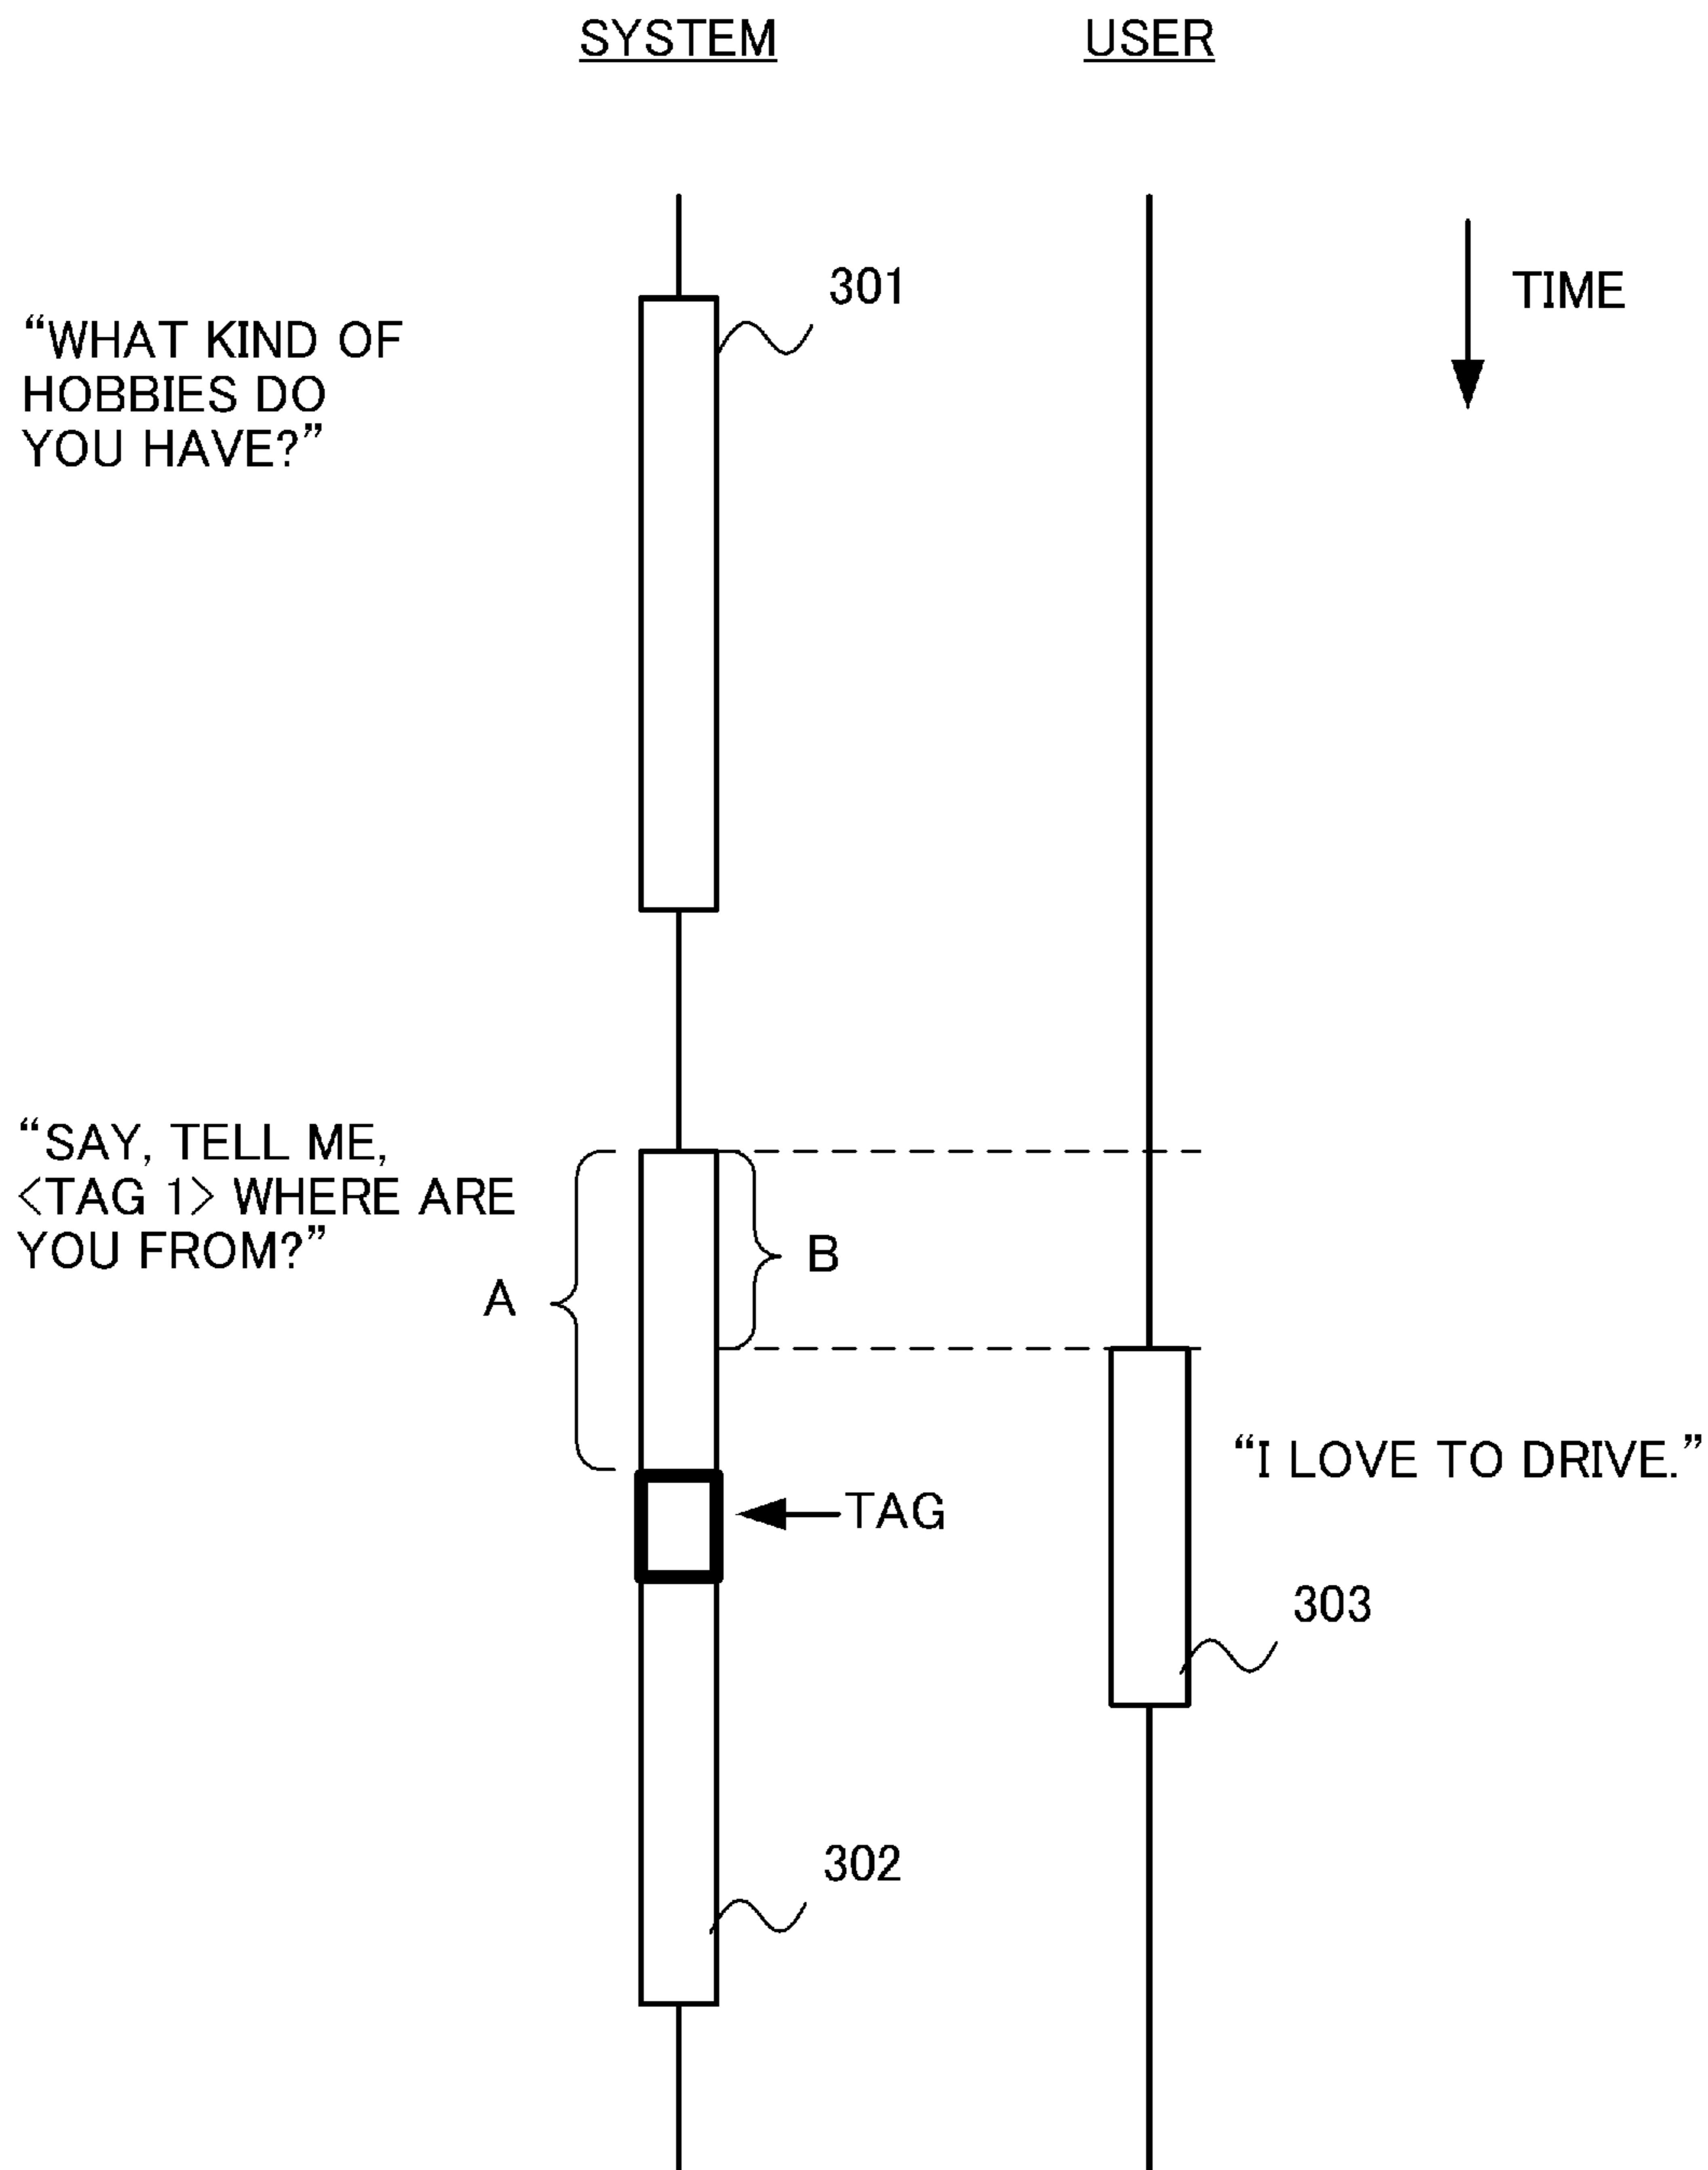 SYSTEM
USER
301
TIME
“WHAT KIND OF
HOBBIES DO
YOU HAVE?”
“SAY, TELL ME,
<TAG 1> WHERE ARE
YOU FROM?”
B
A
“I LOVE TO DRIVE.”
TAG
303
302